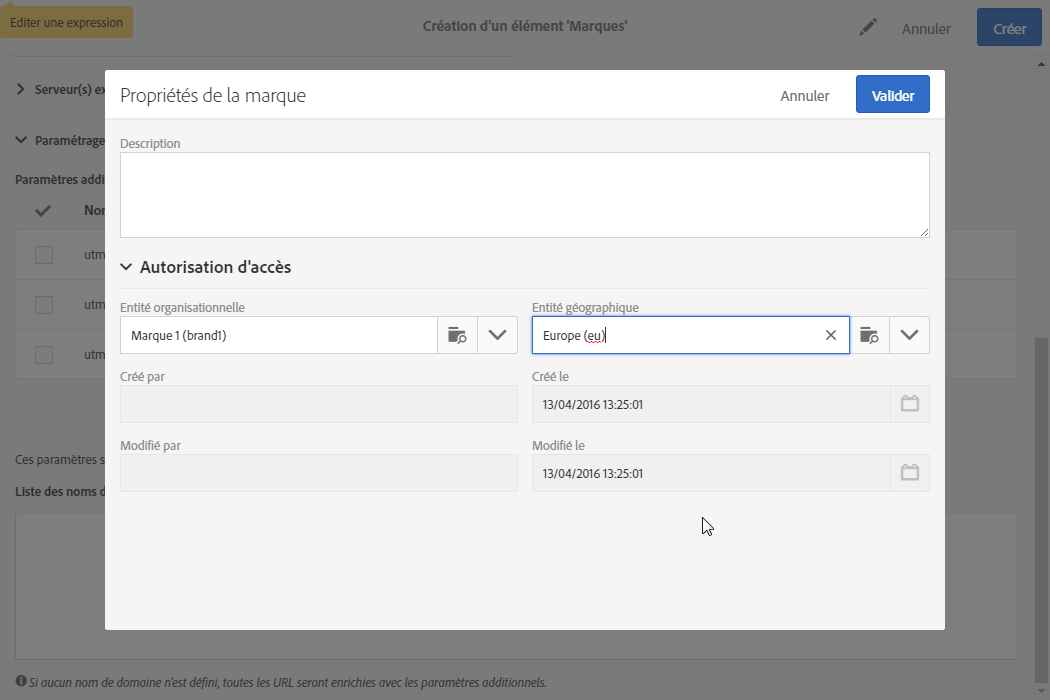 Editer une expression
Création d'un élément 'Marques'
Annuler
Créer
Serveur(s) ex
Propriétés de la marque
Annuler
Valider
Paramétrage
Paramètres addi
Nor
utm
utm
utm
Description
Autorisation d'accès
Entité organisationnelle
Entité géographique
Marque 1 (brand1)
Europe (eu)
Créé par
Créé le
13/04/2016 13:25:01
Modifié par
Modifié le
13/04/2016 13:25:01
Ces paramètres s
Liste des noms d
Si aucun nom de domaine n'est défini, toutes les URL seront enrichies avec les paramètres additionnels.